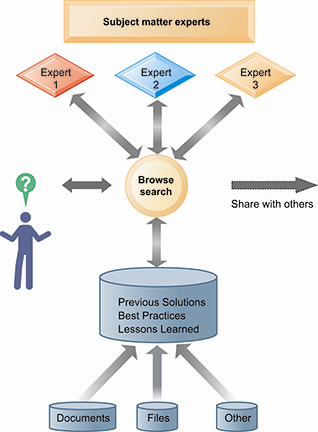 Subject matter experts
Expert
1
Expert
2
Expert
3
?
Browse
search
Share with others
Previous Solutions
Best Practices
Lessons Learned
Documents
Files
Other